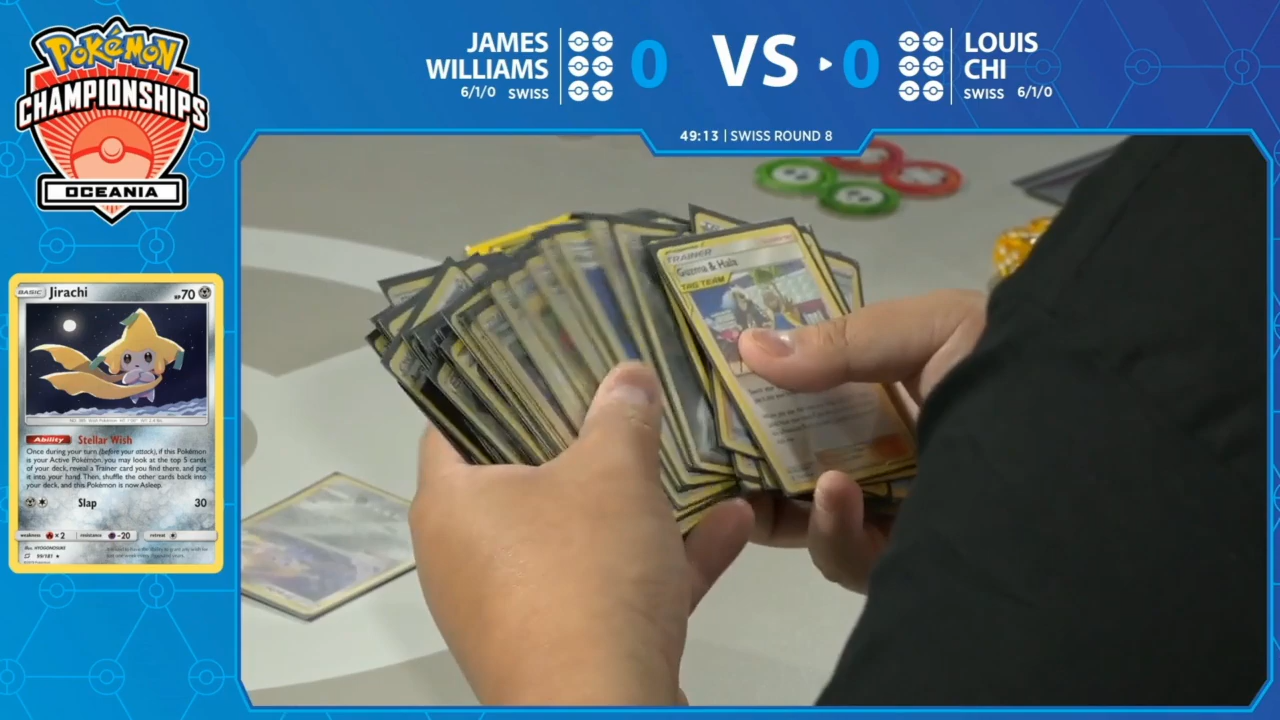 Pokémon
CHAMPIONSHIPS
OCEANIA
JAMES
WILLIAMS
6/1/0 SWISS
0
VS
0
LOUIS
CHI
SWISS 6/1/0
49:13 | SWISS ROUND 8
BASIC Jirachi HP70
Ability Stellar Wish
Once during your turn (before your attack), if this Pokémon
is your Active Pokémon, you may look at the top 5 cards
of your deck, reveal a Trainer card you find there, and put
it into your hand. Then, shuffle the other cards back into
your deck, and this Pokémon is now Asleep.
Slap 30
weakness ×2 resistance -20 retreat
99/181
TRAINER
Guzma & Hala
TAG TEAM